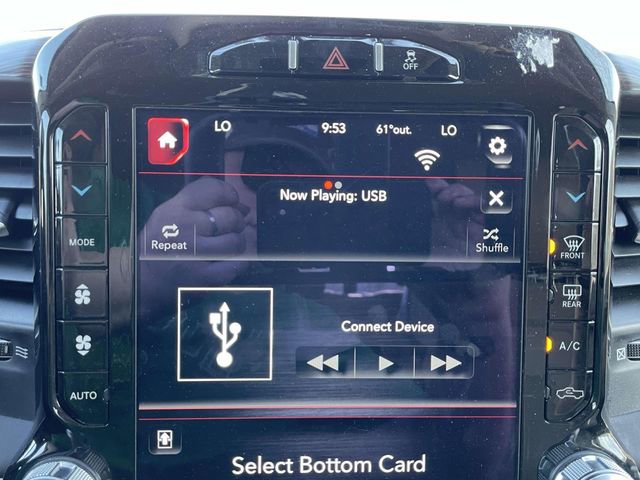 OFF
LO 9:53 61°out. LO
Now Playing: USB
Repeat
Shuffle
MODE
FRONT
REAR
Connect Device
A/C
AUTO
Select Bottom Card